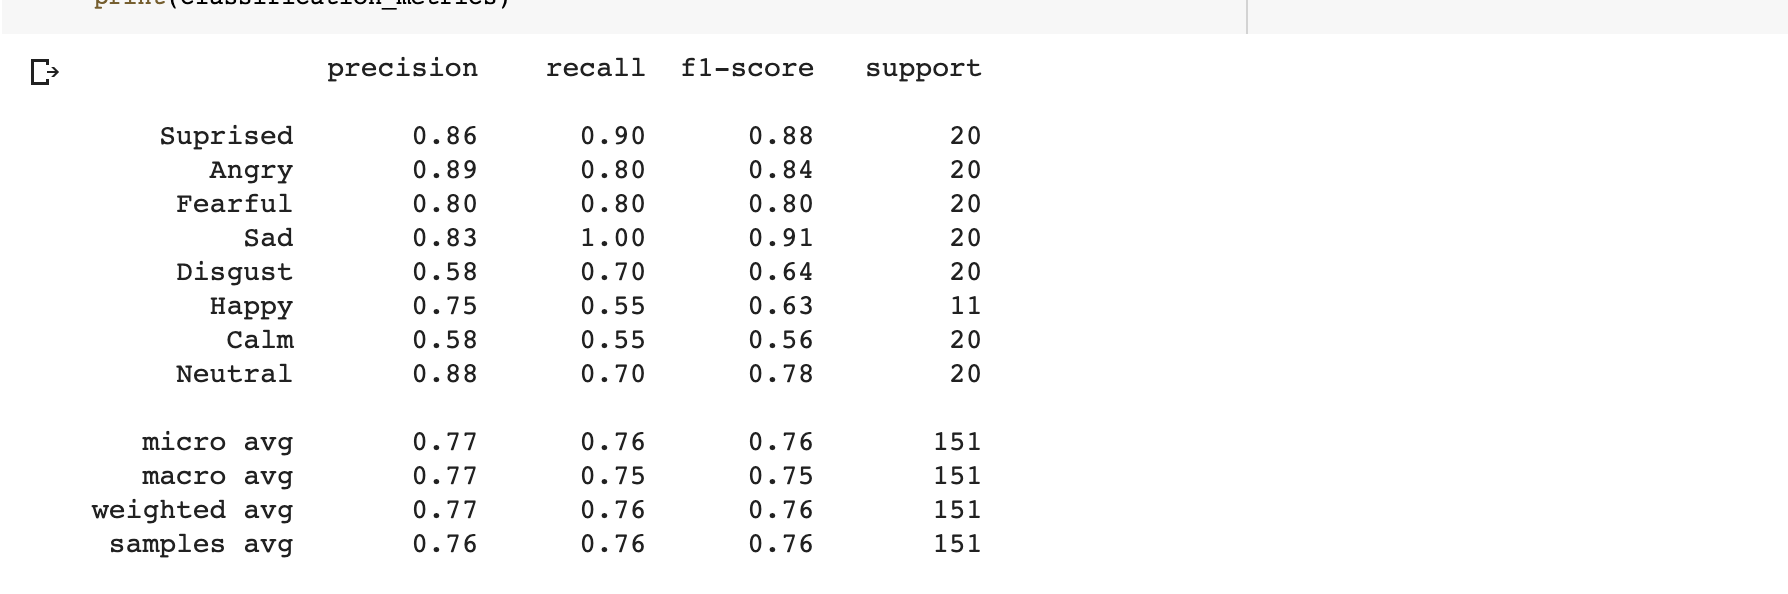 print(classification_metrics)
precision recall f1-score support
Suprised 0.86 0.90 0.88 20
Angry 0.89 0.80 0.84 20
Fearful 0.80 0.80 0.80 20
Sad 0.83 1.00 0.91 20
Disgust 0.58 0.70 0.64 20
Happy 0.75 0.55 0.63 11
Calm 0.58 0.55 0.56 20
Neutral 0.88 0.70 0.78 20
micro avg 0.77 0.76 0.76 151
macro avg 0.77 0.75 0.75 151
weighted avg 0.77 0.76 0.76 151
samples avg 0.76 0.76 0.76 151